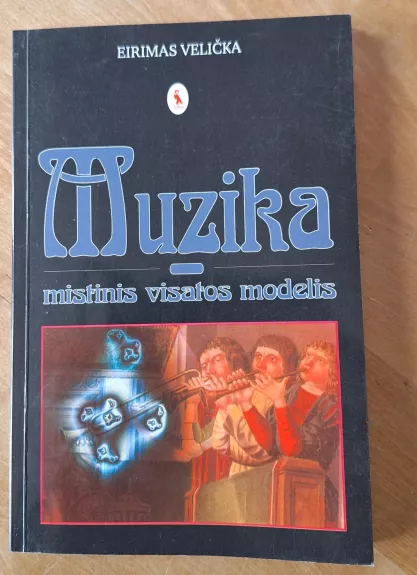 EIRIMAS VELIČKA
Muzika
mistinis visatos modelis